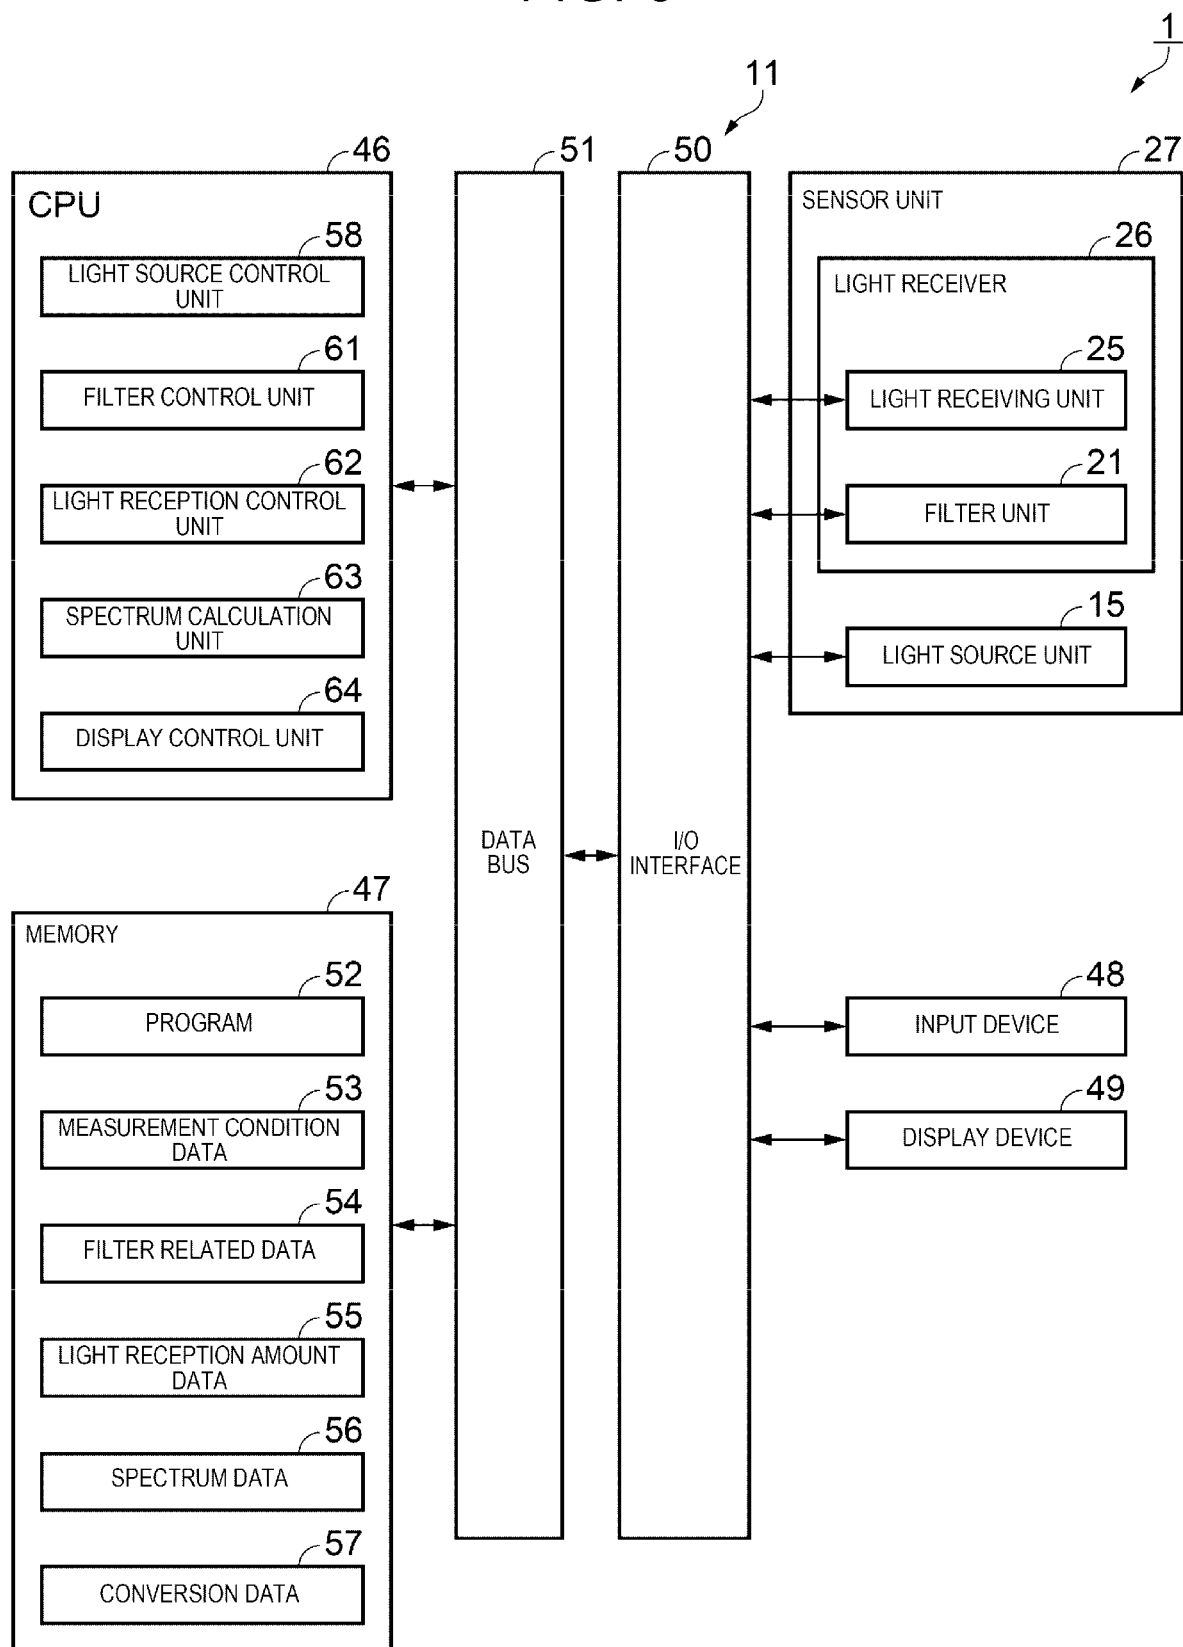 1
11
46
51
50
27
CPU
SENSOR UNIT
58
LIGHT SOURCE CONTROL
UNIT
26
LIGHT RECEIVER
61
FILTER CONTROL UNIT
25
LIGHT RECEIVING UNIT
62
LIGHT RECEPTION CONTROL
UNIT
21
FILTER UNIT
63
SPECTRUM CALCULATION
UNIT
15
LIGHT SOURCE UNIT
64
DISPLAY CONTROL UNIT
DATA
BUS
I/O
INTERFACE
47
MEMORY
52
PROGRAM
48
INPUT DEVICE
53
MEASUREMENT CONDITION
DATA
49
DISPLAY DEVICE
54
FILTER RELATED DATA
55
LIGHT RECEPTION AMOUNT
DATA
56
SPECTRUM DATA
57
CONVERSION DATA